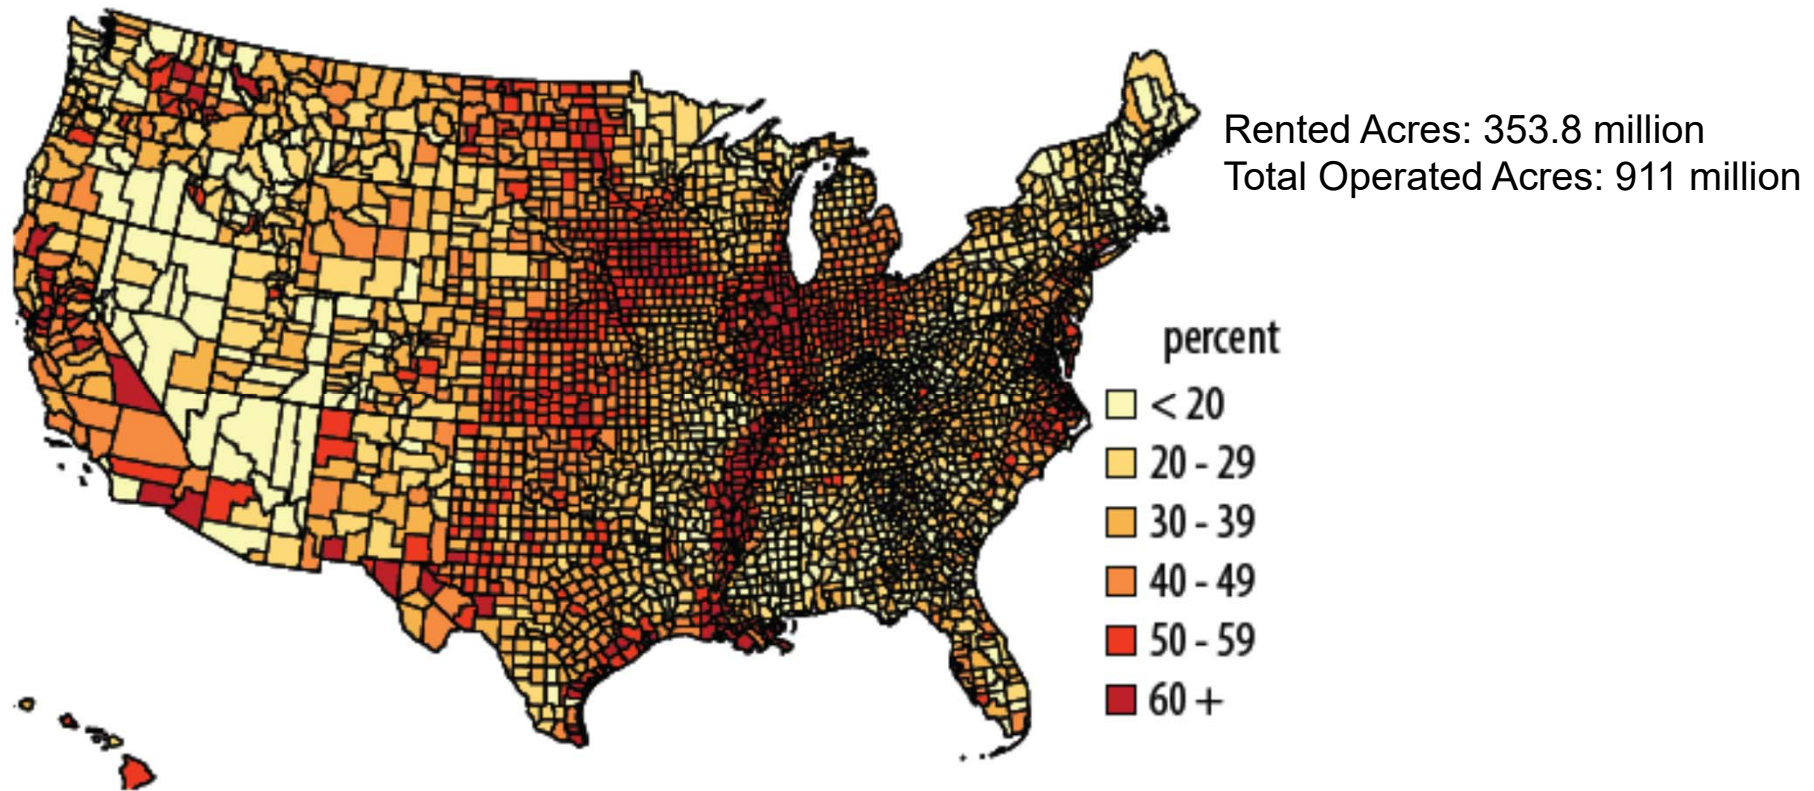 Rented Acres: 353.8 million
Total Operated Acres: 911 million
percent
< 20
20 - 29
30 - 39
40 - 49
50 - 59
60 +